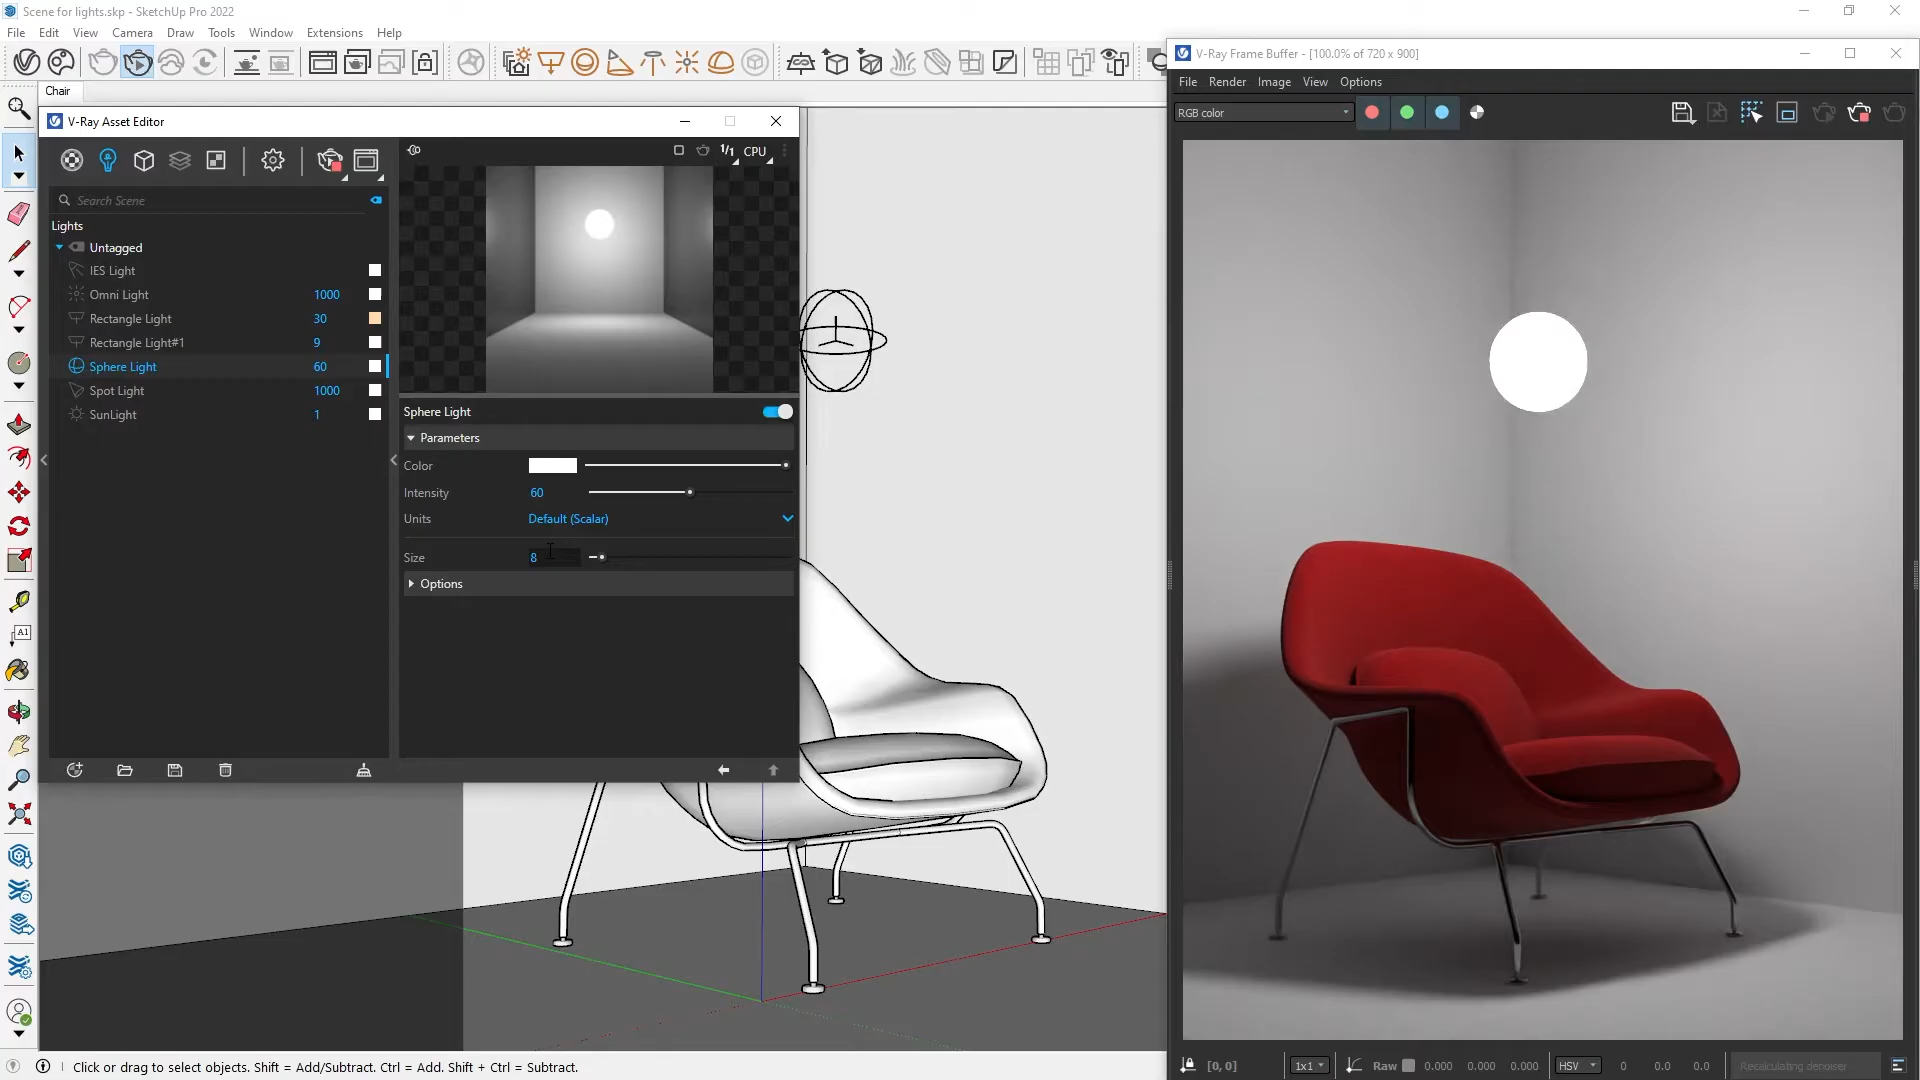 Scene for lights.skp - SketchUp Pro 2022
File Edit View Camera Draw Tools Window Extensions Help
Chair
V-Ray Asset Editor
1/1 CPU
Search Scene
Lights
Untagged
IES Light
Omni Light 1000
Rectangle Light 30
Rectangle Light#1 9
Sphere Light 60
Spot Light 1000
SunLight 1
Sphere Light
Parameters
Color
Intensity 60
Units Default (Scalar)
Size 8
Options
A1
Click or drag to select objects. Shift = Add/Subtract. Ctrl = Add. Shift + Ctrl = Subtract.
V-Ray Frame Buffer - [100.0% of 720 x 900]
File Render Image View Options
RGB color
[0, 0] 1x1 Raw 0.000 0.000 0.000 HSV 0 0.0 0.0 Recalculating denoiser